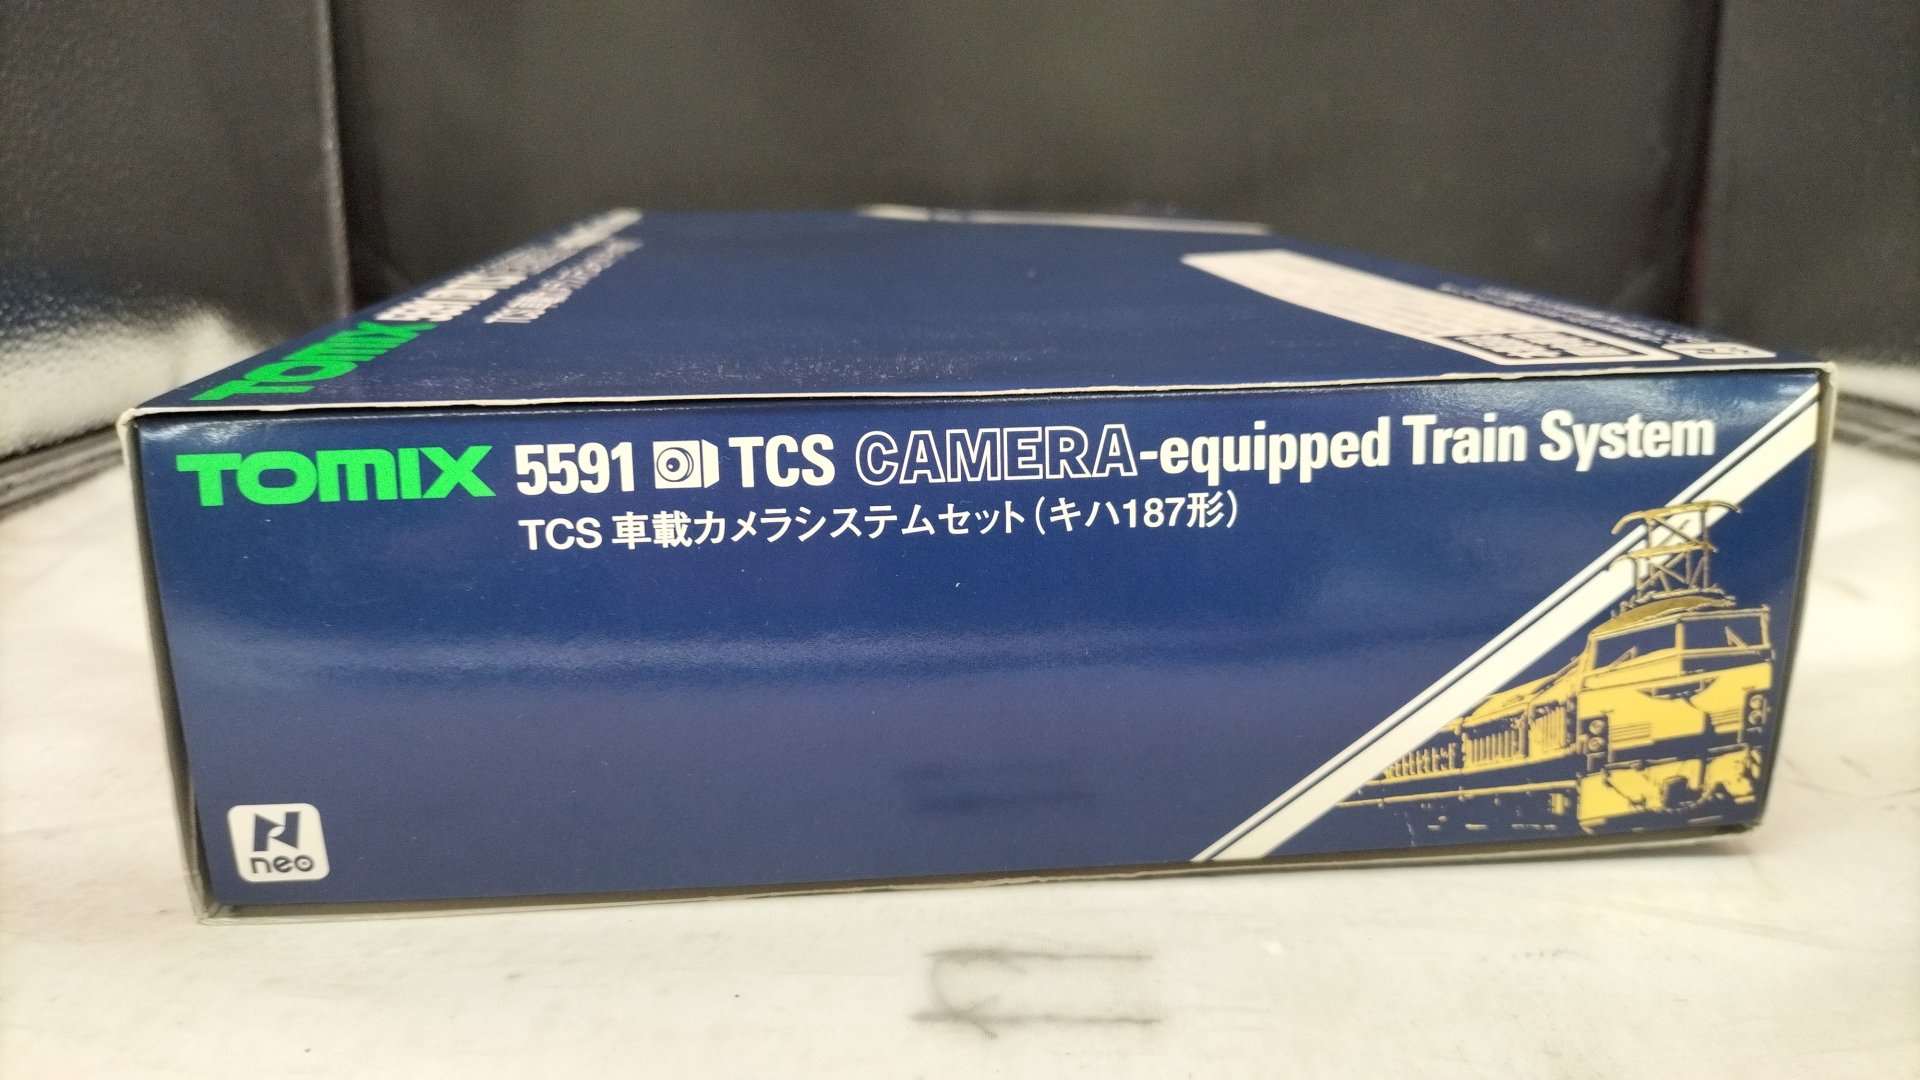 TOMIX
TOMIX 5591 TCS CAMERA-equipped Train System
TCS 車載カメラシステムセット(キハ187形)
N
neo